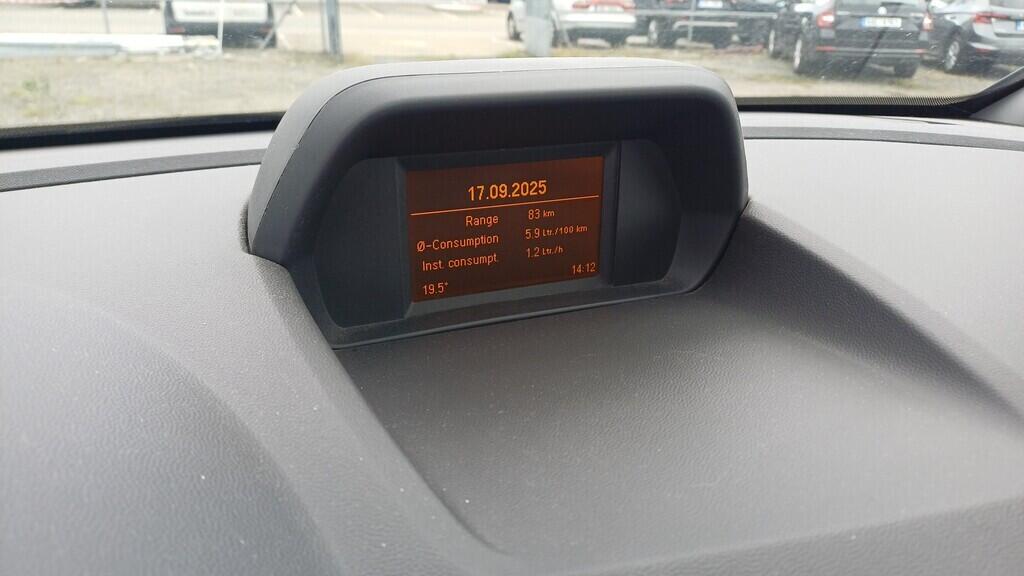 17.09.2025
Range 83 km
Ø-Consumption 5.9 Ltr./100 km
Inst. consumpt. 1.2 Ltr./h
19.5° 14:12